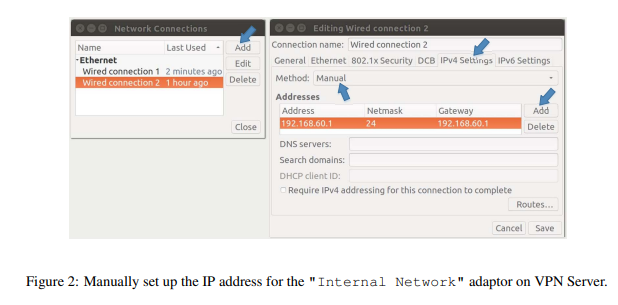 Network Connections
Name Last Used Add
Ethernet
Wired connection 1 2 minutes ago Edit
Wired connection 2 1 hour ago Delete
Close
Editing Wired connection 2
Connection name: Wired connection 2
General Ethernet 802.1x Security DCB IPv4 Settings IPv6 Settings
Method: Manual
Addresses
Address Netmask Gateway Add
192.168.60.1 24 192.168.60.1 Delete
DNS servers:
Search domains:
DHCP client ID:
Require IPv4 addressing for this connection to complete
Routes...
Cancel Save
Figure 2: Manually set up the IP address for the "Internal Network" adaptor on VPN Server.